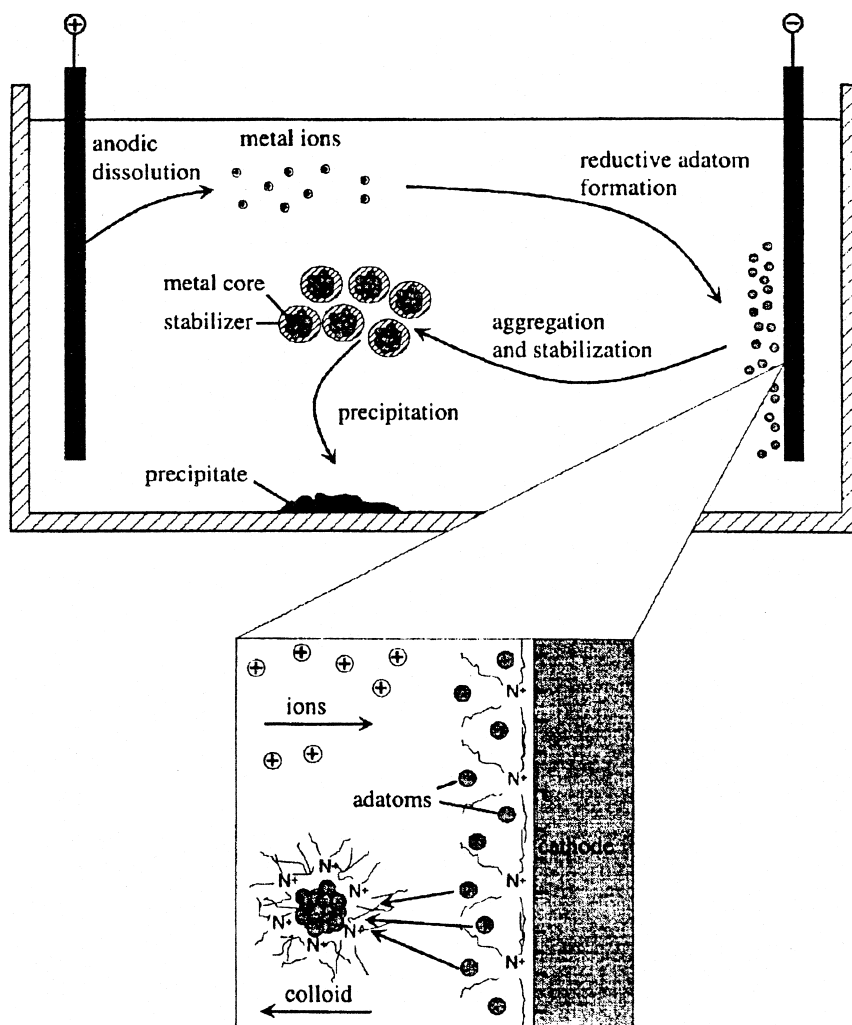 +
−
anodic
dissolution
metal ions
reductive adatom
formation
metal core
stabilizer
aggregation
and stabilization
precipitation
precipitate
+ + + + +
ions
+ +
N⁺
N⁺
adatoms
cathode
N⁺
N⁺
N⁺
N⁺
N⁺
N⁺
N⁺
N⁺
colloid